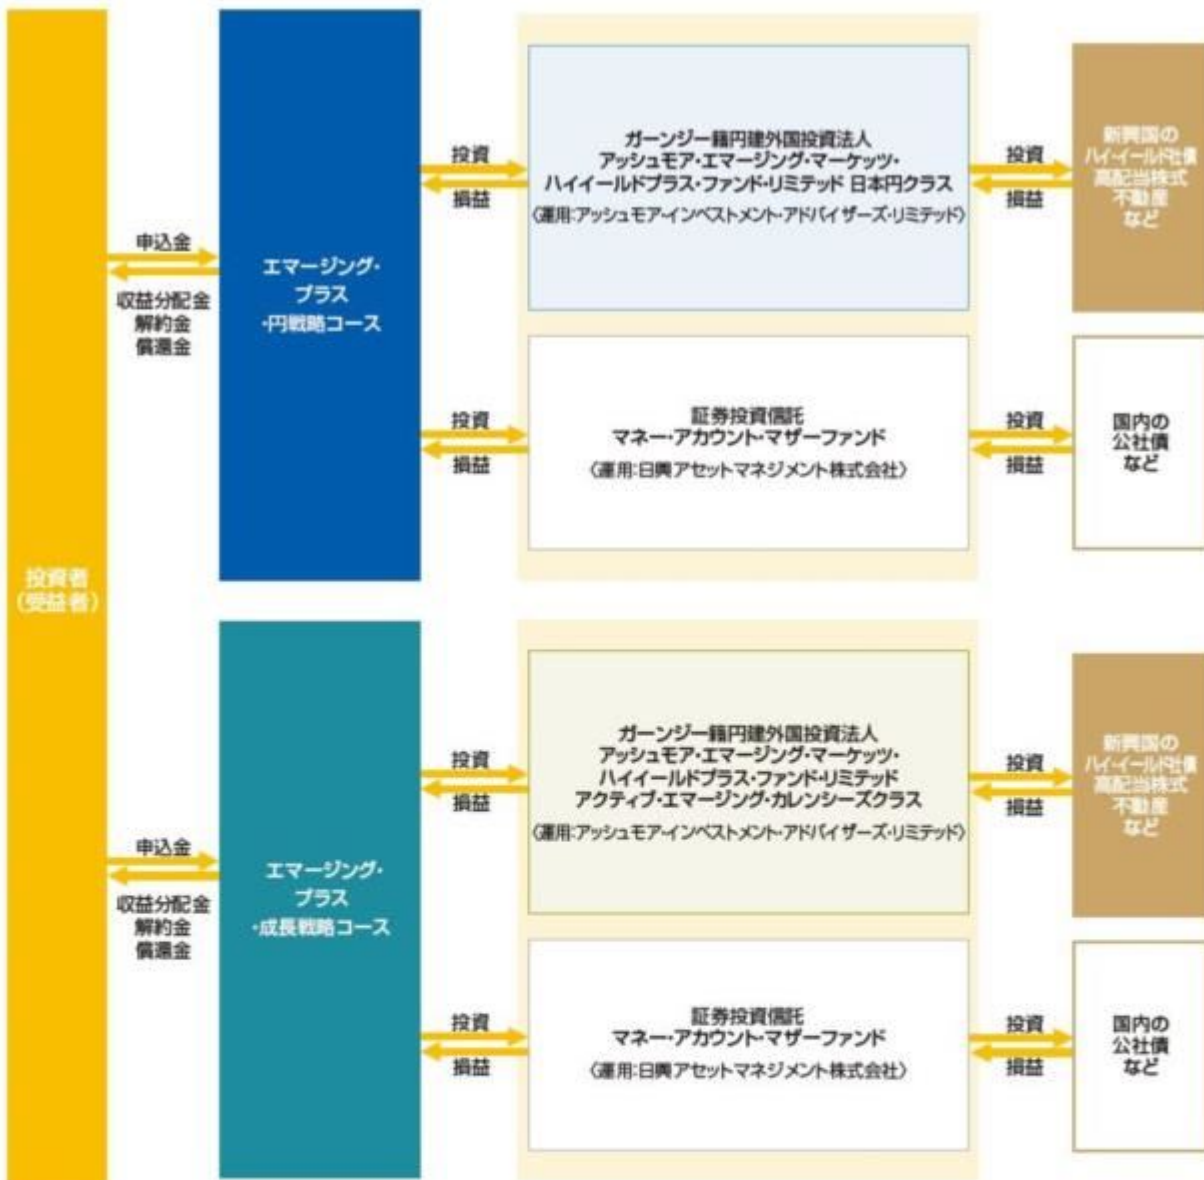 投資者
(受益者)
申込金
収益分配金
解約金
償還金
エマージング・
プラス
・円戦略コース
投資
損益
ガーンジー籍円建外国投資法人
アッシュモア・エマージング・マーケッツ・
ハイイールドプラス・ファンド・リミテッド 日本円クラス
〈運用:アッシュモア・インベストメント・アドバイザーズ・リミテッド〉
投資
損益
新興国の
ハイ・イールド社債
高配当株式
不動産
など
投資
損益
証券投資信託
マネー・アカウント・マザーファンド
〈運用:日興アセットマネジメント株式会社〉
投資
損益
国内の
公社債
など
申込金
収益分配金
解約金
償還金
エマージング・
プラス
・成長戦略コース
投資
損益
ガーンジー籍円建外国投資法人
アッシュモア・エマージング・マーケッツ・
ハイイールドプラス・ファンド・リミテッド
アクティブ・エマージング・カレンシーズクラス
〈運用:アッシュモア・インベストメント・アドバイザーズ・リミテッド〉
投資
損益
新興国の
ハイ・イールド社債
高配当株式
不動産
など
投資
損益
証券投資信託
マネー・アカウント・マザーファンド
〈運用:日興アセットマネジメント株式会社〉
投資
損益
国内の
公社債
など